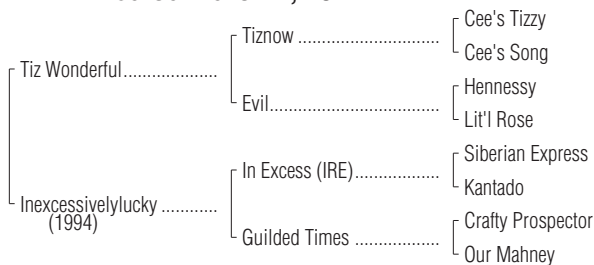 Cee's Tizzy
Tiznow
Cee's Song
Tiz Wonderful
Hennessy
Evil
Lit'l Rose
Siberian Express
In Excess (IRE)
Kantado
Inexcessivelylucky
(1994)
Crafty Prospector
Guilded Times
Our Mahney